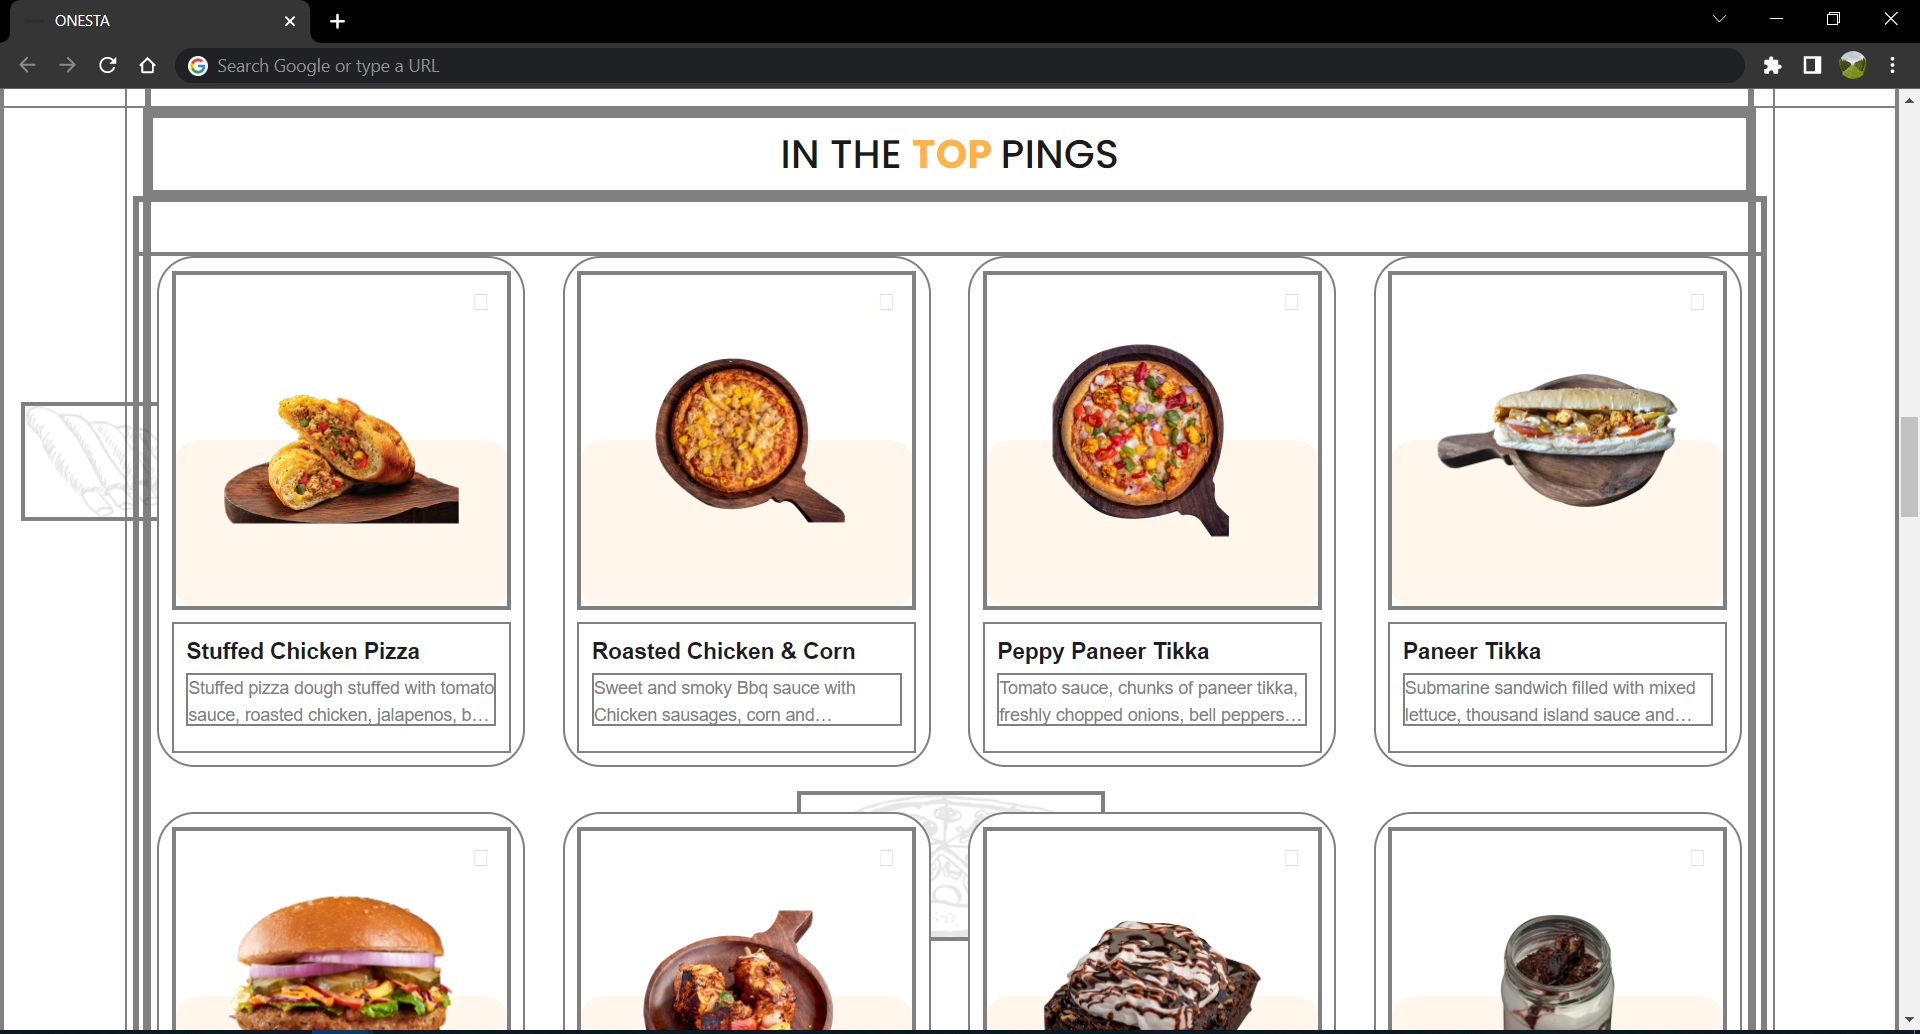 ONESTA
Search Google or type a URL
IN THE TOP PINGS
Stuffed Chicken Pizza
Stuffed pizza dough stuffed with tomato
sauce, roasted chicken, jalapenos, b…
Roasted Chicken & Corn
Sweet and smoky Bbq sauce with
Chicken sausages, corn and…
Peppy Paneer Tikka
Tomato sauce, chunks of paneer tikka,
freshly chopped onions, bell peppers…
Paneer Tikka
Submarine sandwich filled with mixed
lettuce, thousand island sauce and…